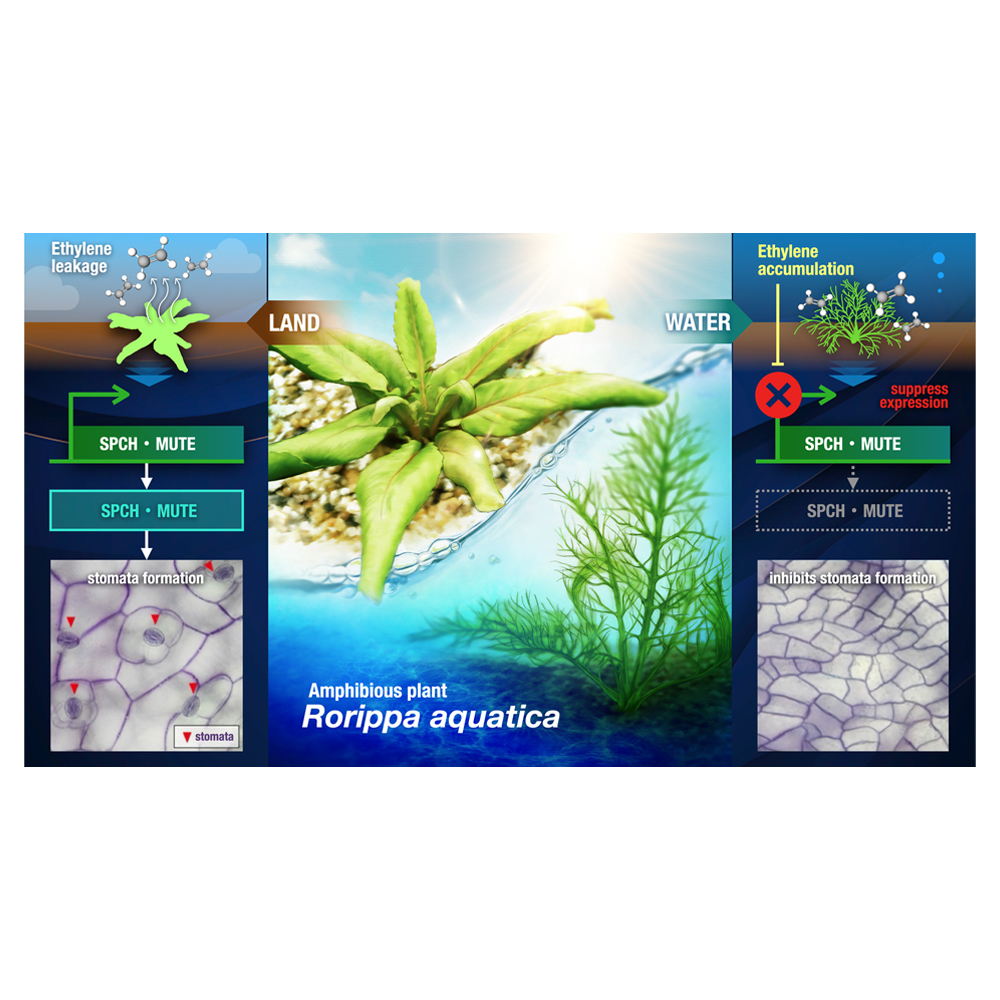 Ethylene
leakage
LAND
SPCH • MUTE
SPCH • MUTE
stomata formation
stomata
Amphibious plant
Rorippa aquatica
WATER
Ethylene
accumulation
suppress
expression
SPCH • MUTE
SPCH • MUTE
inhibits stomata formation